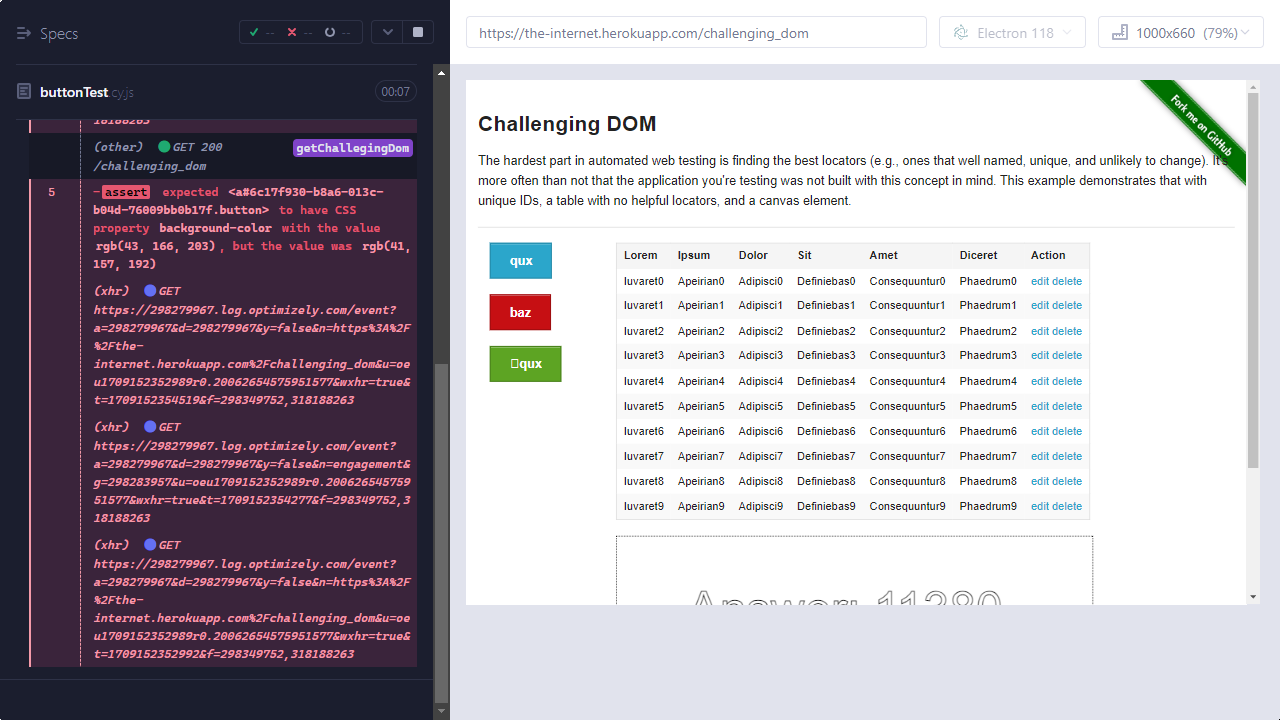 Specs
--
--
--
https://the-internet.herokuapp.com/challenging_dom
Electron 118
1000x660 (79%)
buttonTest.cy.js
00:07
318188263
(other) GET 200 getChallegingDom
/challenging_dom
5 -assert expected <a#6c17f930-b8a6-013c-
b04d-76009bb0b17f.button> to have CSS
property background-color with the value
rgb(43, 166, 203), but the value was rgb(41,
157, 192)
(xhr) GET
https://298279967.log.optimizely.com/event?
a=298279967&d=298279967&y=false&n=https%3A%2F
%2Fthe-
internet.herokuapp.com%2Fchallenging_dom&u=oe
u1709152352989r0.20062654575951577&wxhr=true&
t=1709152354519&f=298349752,318188263
(xhr) GET
https://298279967.log.optimizely.com/event?
a=298279967&d=298279967&y=false&n=engagement&
g=298283957&u=oeu1709152352989r0.200626545759
51577&wxhr=true&t=1709152354277&f=298349752,3
18188263
(xhr) GET
https://298279967.log.optimizely.com/event?
a=298279967&d=298279967&y=false&n=https%3A%2F
%2Fthe-
internet.herokuapp.com%2Fchallenging_dom&u=oe
u1709152352989r0.20062654575951577&wxhr=true&
t=1709152352992&f=298349752,318188263
Fork me on GitHub
Challenging DOM
The hardest part in automated web testing is finding the best locators (e.g., ones that well named, unique, and unlikely to change). It's
more often than not that the application you're testing was not built with this concept in mind. This example demonstrates that with
unique IDs, a table with no helpful locators, and a canvas element.
qux
baz
qux
Lorem Ipsum Dolor Sit Amet Diceret Action
Iuvaret0 Apeirian0 Adipisci0 Definiebas0 Consequuntur0 Phaedrum0 edit delete
Iuvaret1 Apeirian1 Adipisci1 Definiebas1 Consequuntur1 Phaedrum1 edit delete
Iuvaret2 Apeirian2 Adipisci2 Definiebas2 Consequuntur2 Phaedrum2 edit delete
Iuvaret3 Apeirian3 Adipisci3 Definiebas3 Consequuntur3 Phaedrum3 edit delete
Iuvaret4 Apeirian4 Adipisci4 Definiebas4 Consequuntur4 Phaedrum4 edit delete
Iuvaret5 Apeirian5 Adipisci5 Definiebas5 Consequuntur5 Phaedrum5 edit delete
Iuvaret6 Apeirian6 Adipisci6 Definiebas6 Consequuntur6 Phaedrum6 edit delete
Iuvaret7 Apeirian7 Adipisci7 Definiebas7 Consequuntur7 Phaedrum7 edit delete
Iuvaret8 Apeirian8 Adipisci8 Definiebas8 Consequuntur8 Phaedrum8 edit delete
Iuvaret9 Apeirian9 Adipisci9 Definiebas9 Consequuntur9 Phaedrum9 edit delete
Answer: 11380